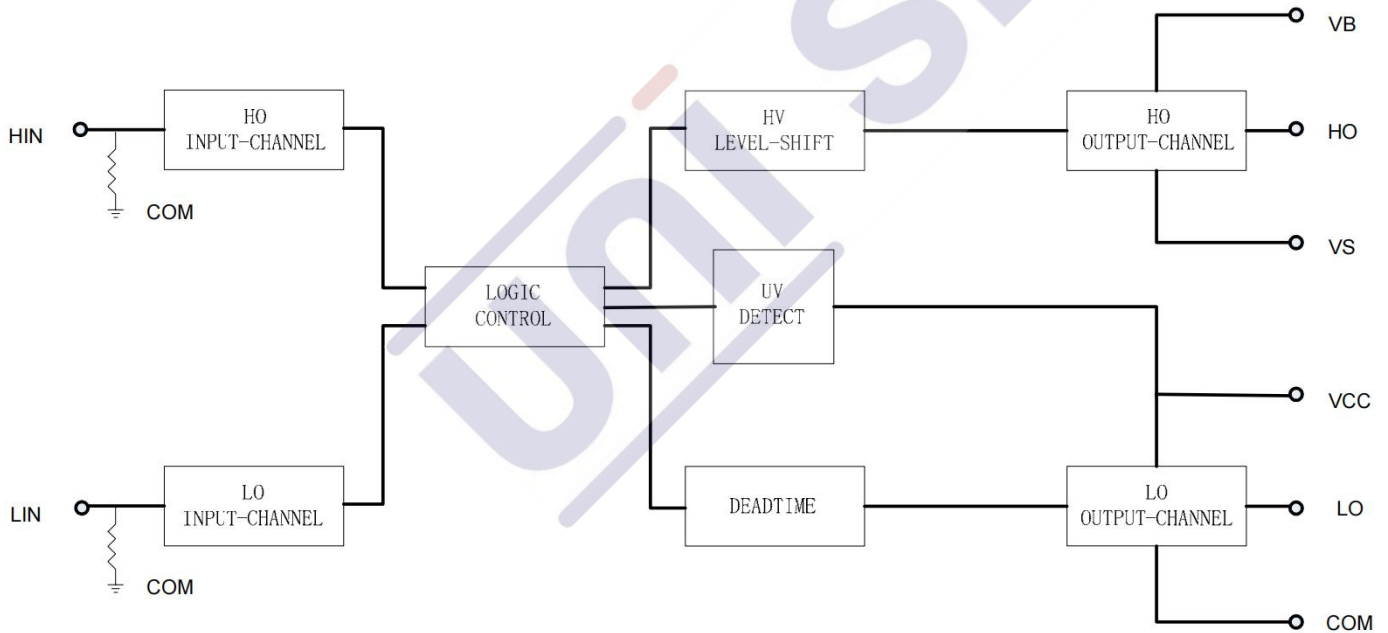 VB
HIN
HO
INPUT-CHANNEL
HV
LEVEL-SHIFT
HO
OUTPUT-CHANNEL
HO
COM
VS
LOGIC
CONTROL
UV
DETECT
VCC
LIN
LO
INPUT-CHANNEL
DEADTIME
LO
OUTPUT-CHANNEL
LO
COM
COM
uni